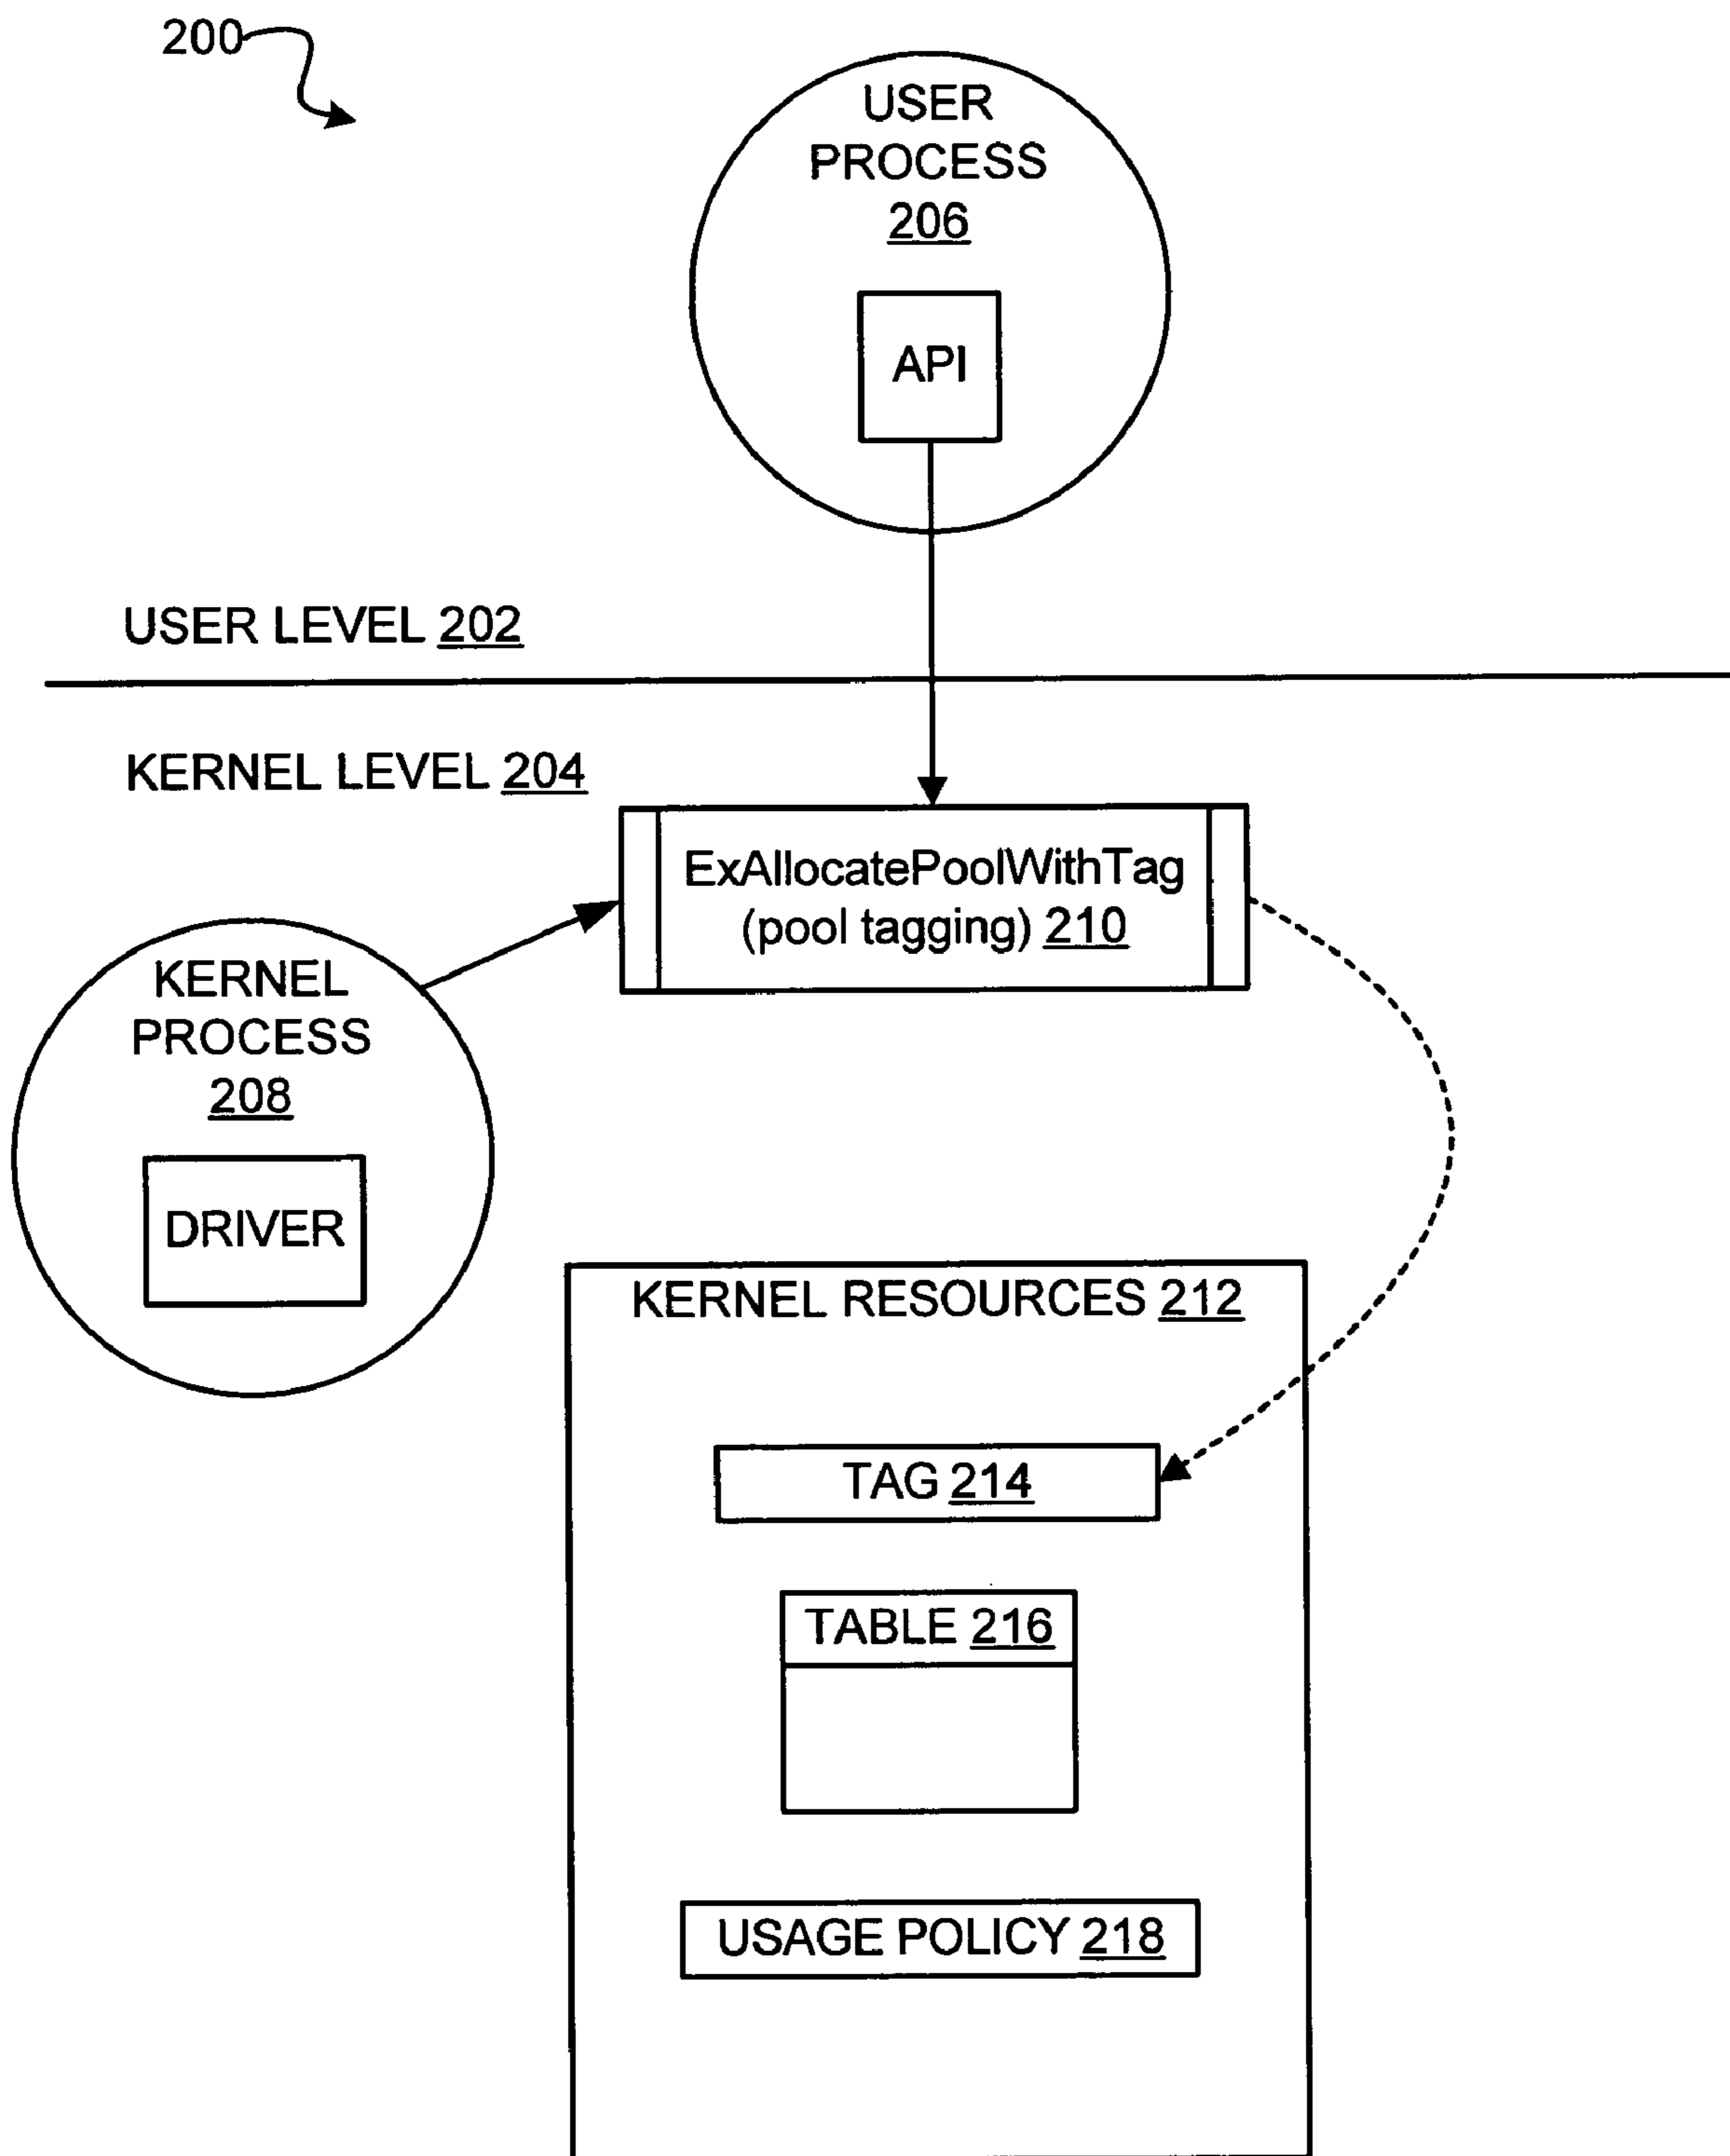 200
USER
PROCESS
206
API
USER LEVEL 202
KERNEL LEVEL 204
ExAllocatePoolWithTag
(pool tagging) 210
KERNEL
PROCESS
208
DRIVER
KERNEL RESOURCES 212
TAG 214
TABLE 216
USAGE POLICY 218